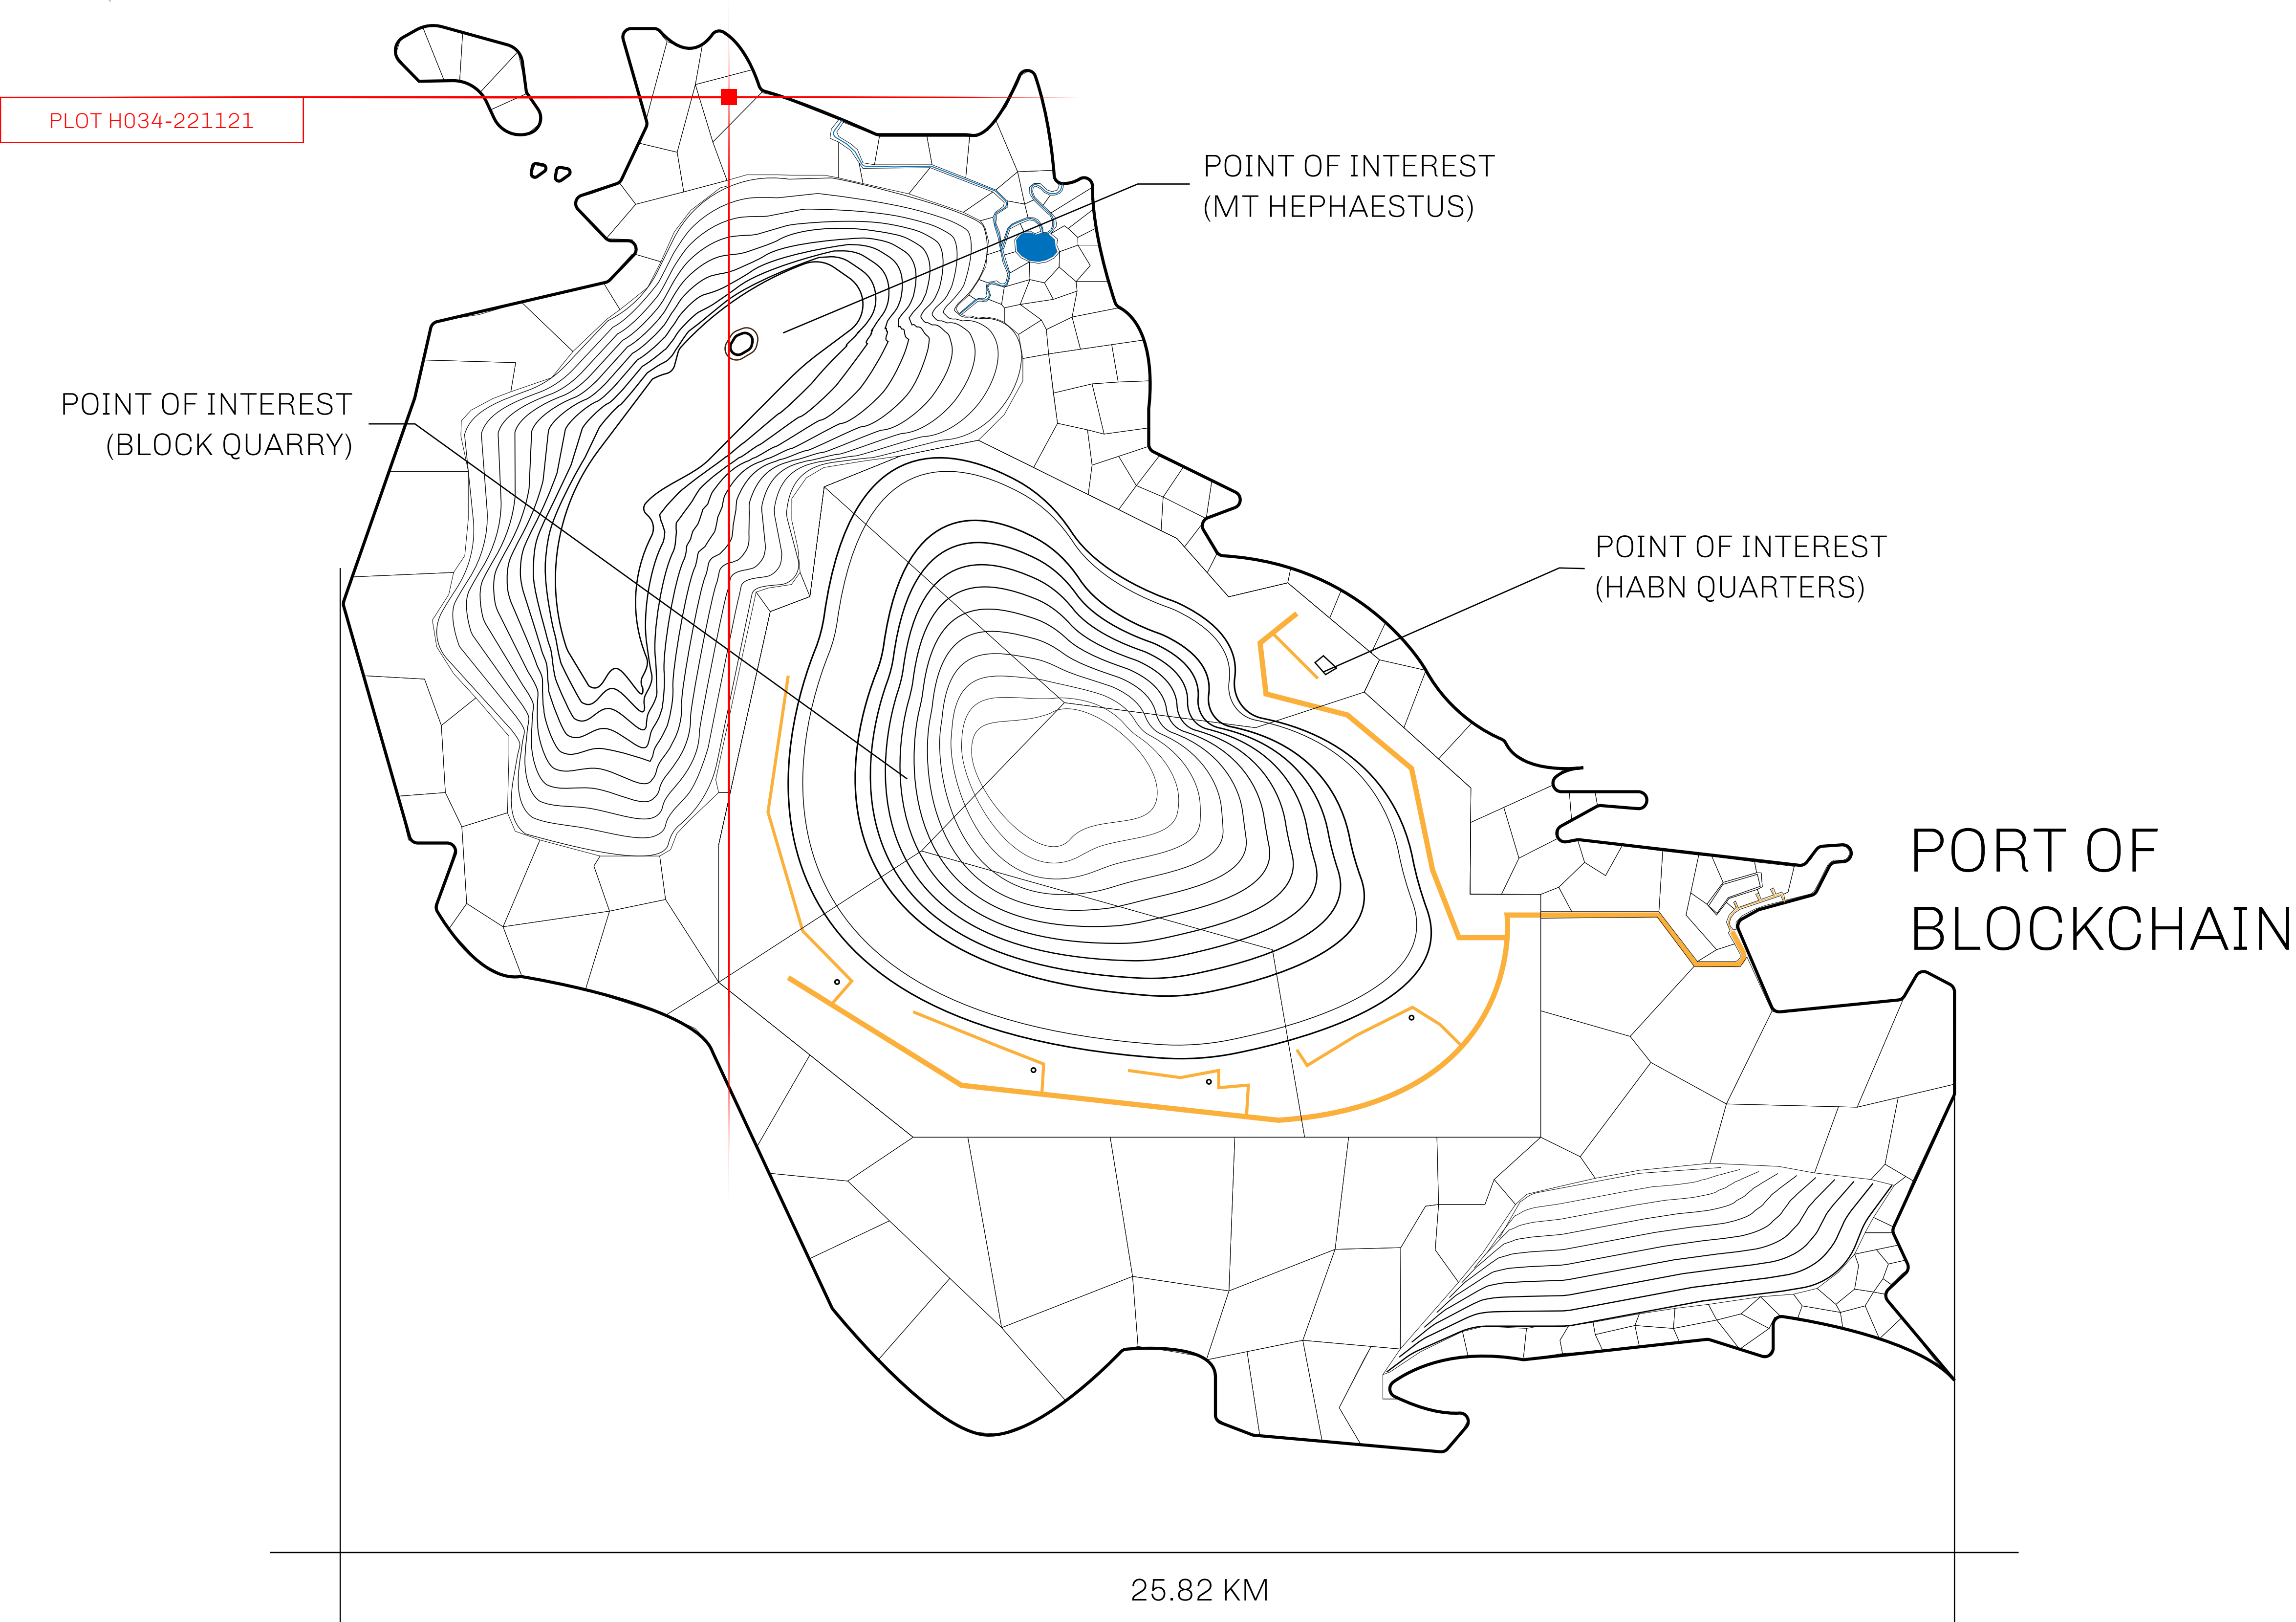 PLOT H034-221121
POINT OF INTEREST
(MT HEPHAESTUS)
POINT OF INTEREST
(BLOCK QUARRY)
POINT OF INTEREST
(HABN QUARTERS)
PORT OF
BLOCKCHAIN
25.82 KM